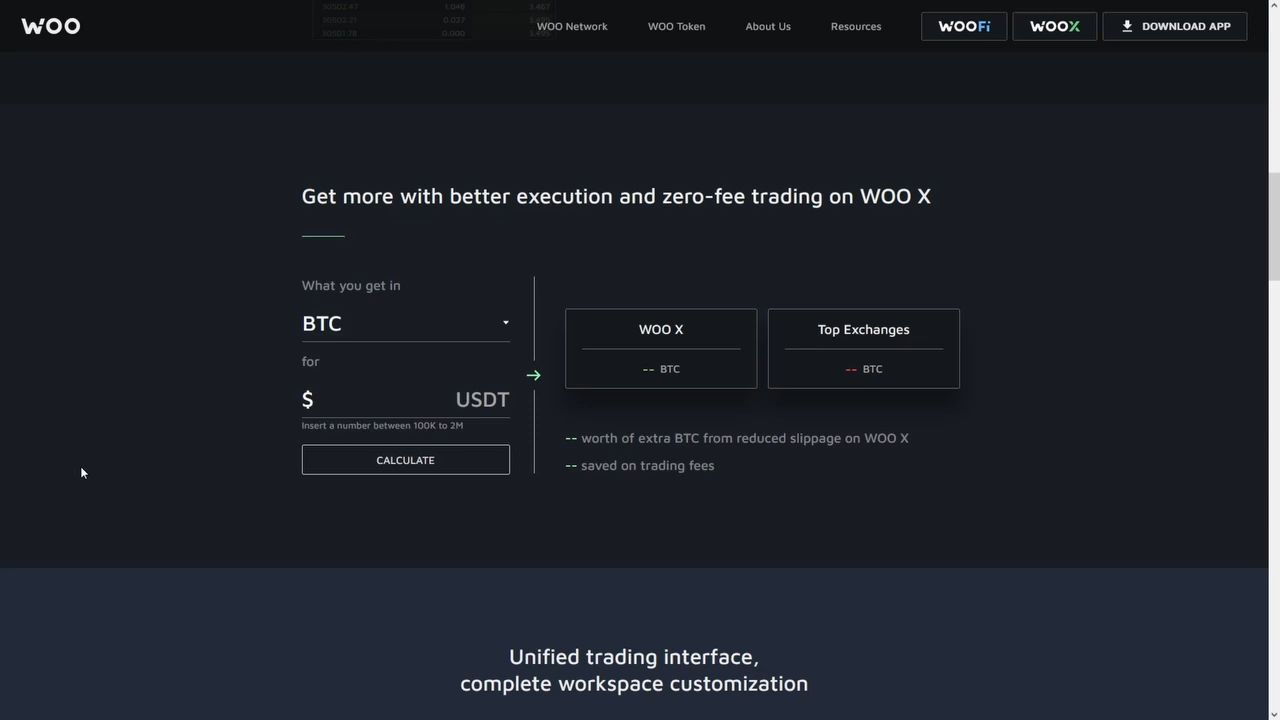 WOO
WOO Network
WOO Token
About Us
Resources
WOOFi
WOOX
DOWNLOAD APP
Get more with better execution and zero-fee trading on WOO X
What you get in
BTC
for
$ USDT
Insert a number between 100K to 2M
CALCULATE
WOO X
-- BTC
Top Exchanges
-- BTC
-- worth of extra BTC from reduced slippage on WOO X
-- saved on trading fees
Unified trading interface,
complete workspace customization